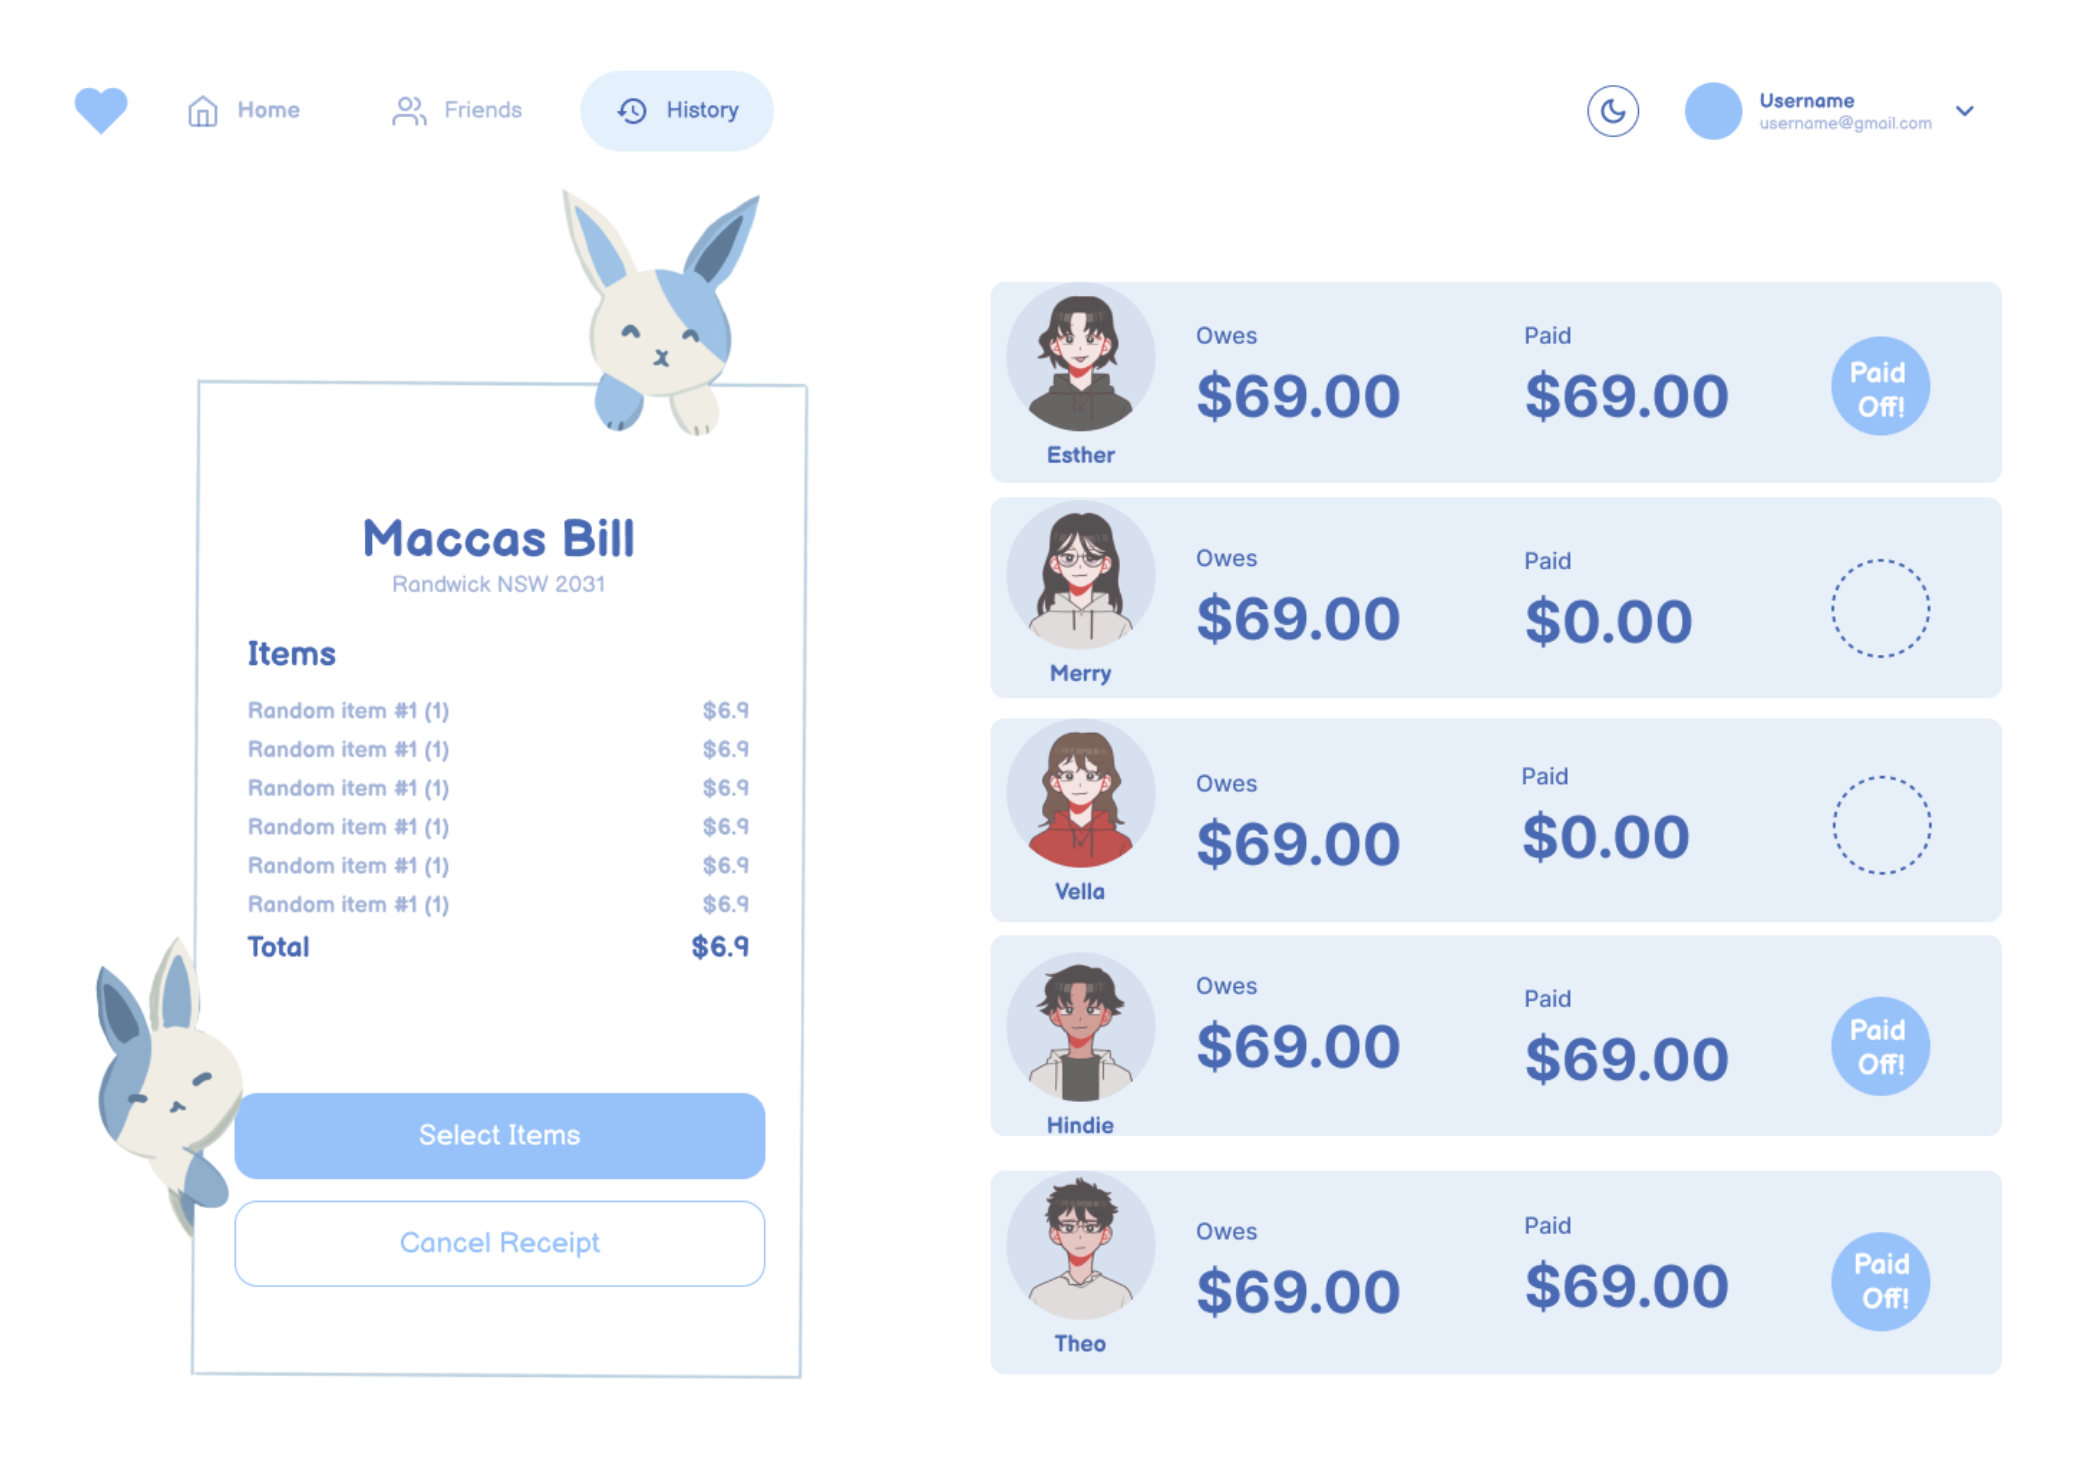 Home
Friends
History
Username
username@gmail.com
Maccas Bill
Randwick NSW 2031
Items
Random item #1 (1) $6.9
Random item #1 (1) $6.9
Random item #1 (1) $6.9
Random item #1 (1) $6.9
Random item #1 (1) $6.9
Random item #1 (1) $6.9
Total $6.9
Select Items
Cancel Receipt
Esther
Owes
$69.00
Paid
$69.00
Paid
Off!
Merry
Owes
$69.00
Paid
$0.00
Vella
Owes
$69.00
Paid
$0.00
Hindie
Owes
$69.00
Paid
$69.00
Paid
Off!
Theo
Owes
$69.00
Paid
$69.00
Paid
Off!